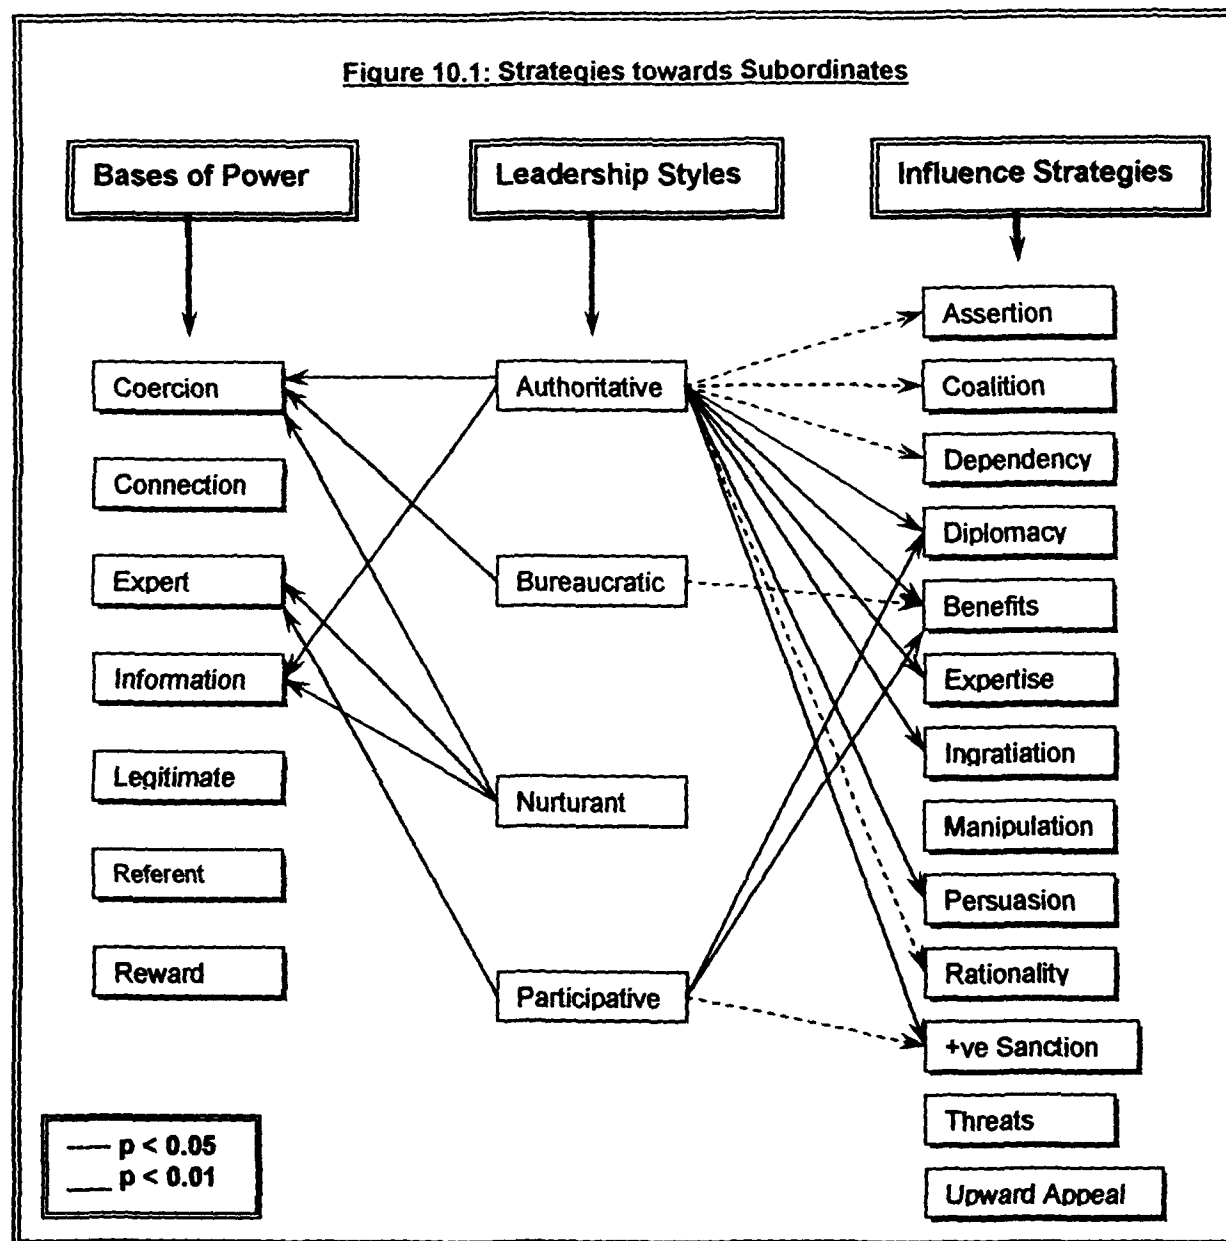 Figure 10.1: Strategies towards Subordinates
Bases of Power
Leadership Styles
Influence Strategies
Coercion
Connection
Expert
Information
Legitimate
Referent
Reward
Authoritative
Bureaucratic
Nurturant
Participative
Assertion
Coalition
Dependency
Diplomacy
Benefits
Expertise
Ingratiation
Manipulation
Persuasion
Rationality
+ve Sanction
Threats
Upward Appeal
---- p < 0.05
___ p < 0.01